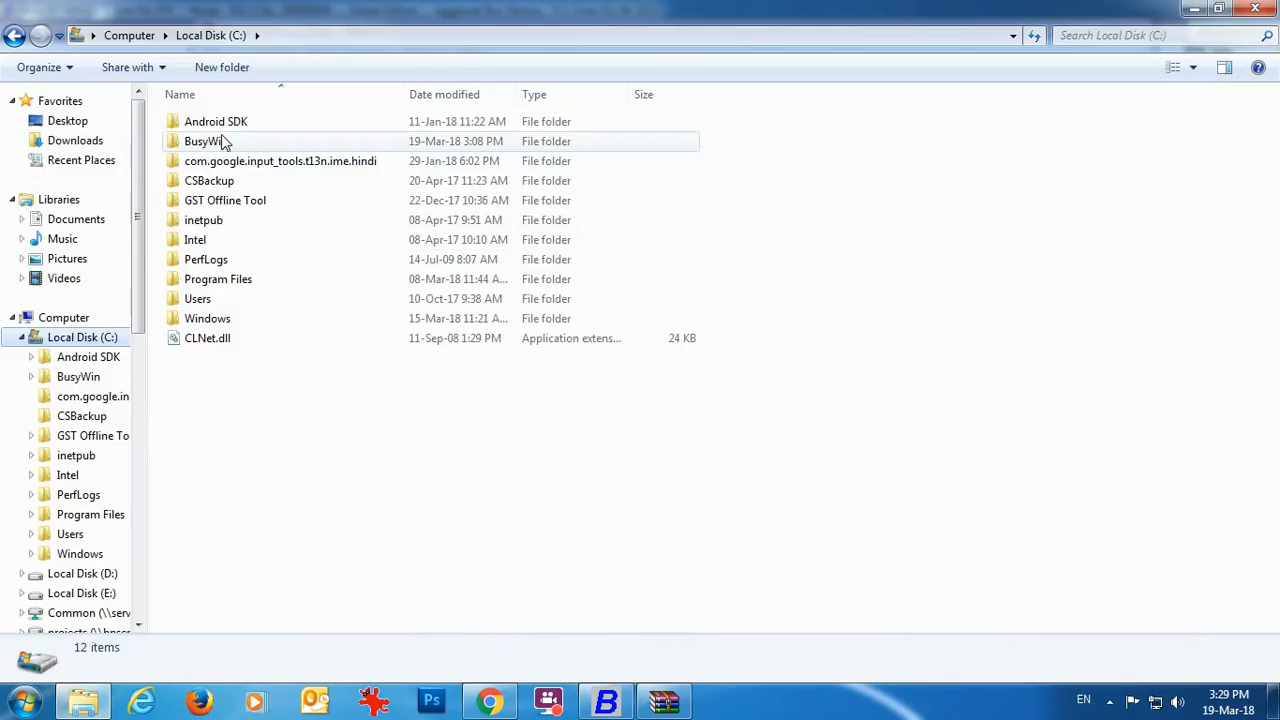 Computer Local Disk (C:) Search Local Disk (C:)
Organize Share with New folder
Favorites
Desktop
Downloads
Recent Places
Libraries
Documents
Music
Pictures
Videos
Computer
Local Disk (C:)
Android SDK
BusyWin
com.google.in
CSBackup
GST Offline To
inetpub
Intel
PerfLogs
Program Files
Users
Windows
Local Disk (D:)
Local Disk (E:)
Common (\\serv
Name Date modified Type Size
Android SDK 11-Jan-18 11:22 AM File folder
BusyWin 19-Mar-18 3:08 PM File folder
com.google.input_tools.t13n.ime.hindi 29-Jan-18 6:02 PM File folder
CSBackup 20-Apr-17 11:23 AM File folder
GST Offline Tool 22-Dec-17 10:36 AM File folder
inetpub 08-Apr-17 9:51 AM File folder
Intel 08-Apr-17 10:10 AM File folder
PerfLogs 14-Jul-09 8:07 AM File folder
Program Files 08-Mar-18 11:44 A... File folder
Users 10-Oct-17 9:38 AM File folder
Windows 15-Mar-18 11:21 A... File folder
CLNet.dll 11-Sep-08 1:29 PM Application extens... 24 KB
12 items
Ps
B
EN
3:29 PM
19-Mar-18